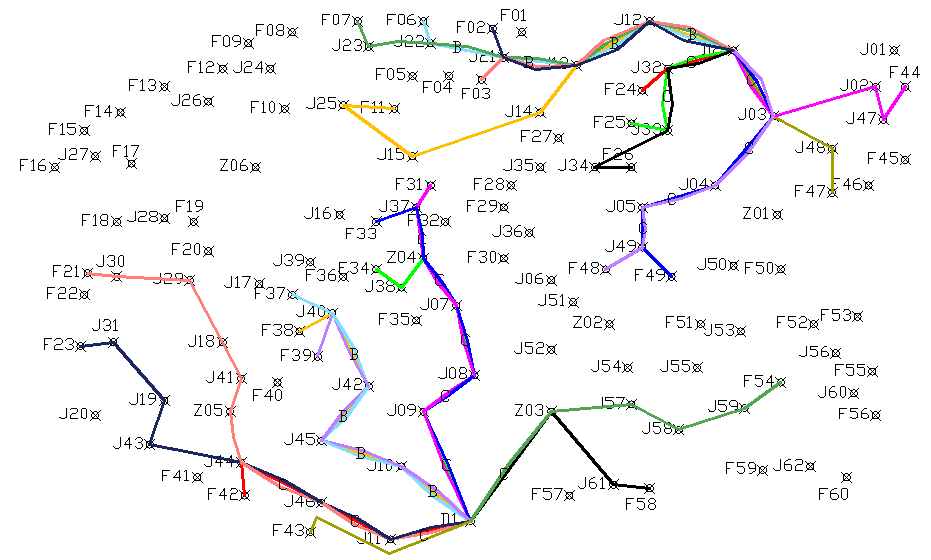 F07 F06 F02 F01 J12
F08
F09 J23 J22 B B
J21 B B
F12 J24 F05 F04 F03 J32 J01
F13 F24 J02 F44
J26 J25 F11 F10 J14
F14 F25 J33 J03 J47
F15 F27
J27 F17 J15 J48
F16 Z06 J35 J34 F26 C F45
F31 F28 J04 F46 F47
J37 F29 J05 C
F18 J28 F19 J16 F33 F32 Z01
J36 C
F20 C J49
J39 Z04 F30
F21 J30 F34 F48 F49 J50 F50
J29 J17 F36 J38 C J06
F22 F37 J07 J51
J40 F35 Z02 F51 J53 F52 F53
F38
J31 J18 C
F23 F39 B J52 J56
J41 J08 J54 J55 F55
F40 J42 F54
J19 C J60
J20 Z05 B J09 Z03 J57 J59 F56
J58
J43 J45
B
J44 J10 C F59 J62
F41 C C J61 F60
F42 B F57 F58
J46
C D1
F43 J11 C